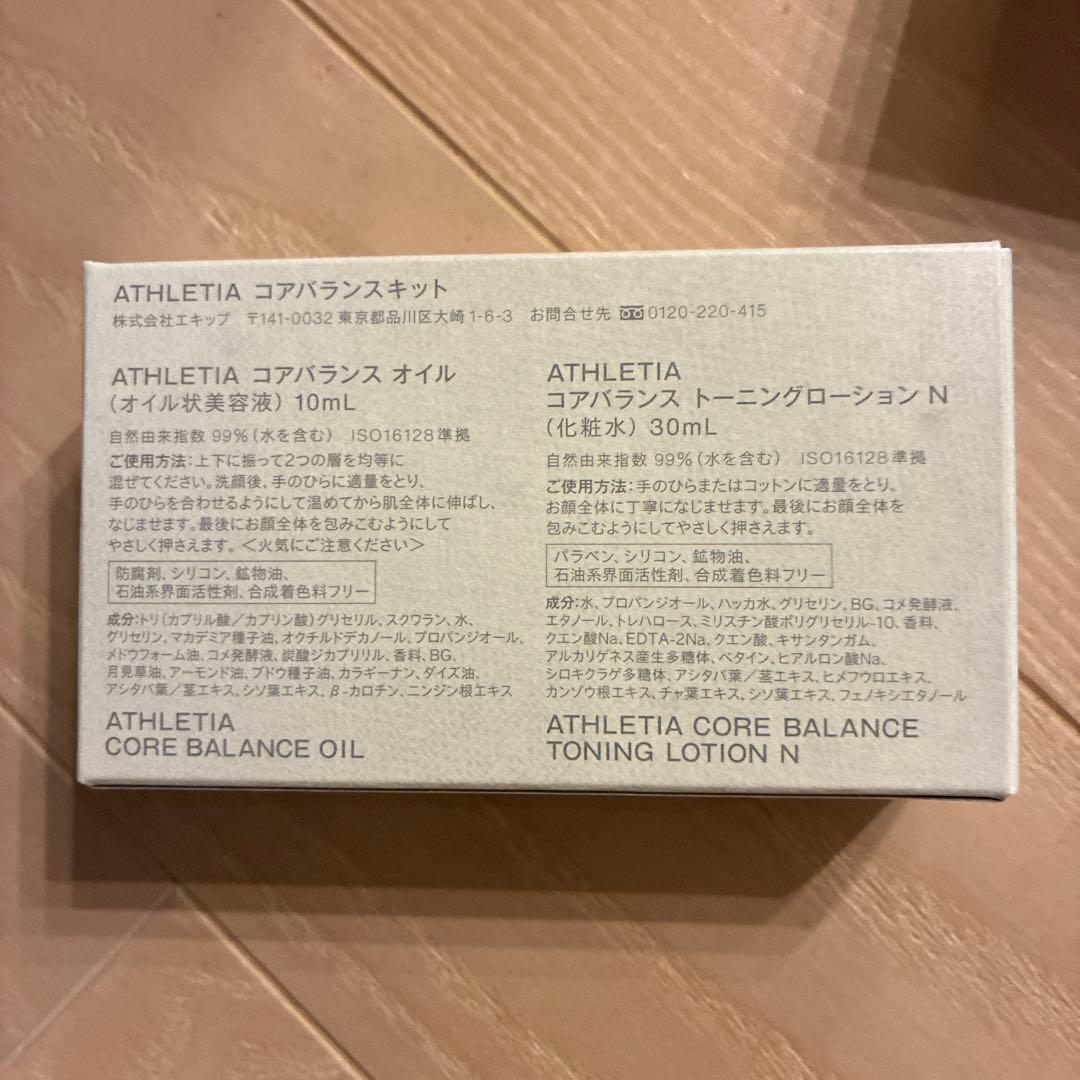 ATHLETIA コアバランスキット
株式会社エキップ 〒141-0032 東京都品川区大崎1-6-3 お問合せ先 0120-220-415
ATHLETIA コアバランス オイル
(オイル状美容液) 10mL
自然由来指数 99%(水を含む) ISO16128準拠
ご使用方法:上下に振って2つの層を均等に
混ぜてください。洗顔後、手のひらに適量をとり、
手のひらを合わせるようにして温めてから肌全体に伸ばし、
なじませます。最後にお顔全体を包みこむようにして
やさしく押さえます。<火気にご注意ください>
防腐剤、シリコン、鉱物油、
石油系界面活性剤、合成着色料フリー
成分:トリ(カプリル酸/カプリン酸)グリセリル、スクワラン、水、
グリセリン、マカデミア種子油、オクチルドデカノール、プロパンジオール、
メドウフォーム油、コメ発酵液、炭酸ジカプリリル、香料、BG、
月見草油、アーモンド油、ブドウ種子油、カラギーナン、ダイズ油、
アシタバ葉/茎エキス、シソ葉エキス、β-カロチン、ニンジン根エキス
ATHLETIA
CORE BALANCE OIL
ATHLETIA
コアバランス トーニングローション N
(化粧水) 30mL
自然由来指数 99%(水を含む) ISO16128準拠
ご使用方法:手のひらまたはコットンに適量をとり、
お顔全体に丁寧になじませます。最後にお顔全体を
包みこむようにしてやさしく押さえます。
パラベン、シリコン、鉱物油、
石油系界面活性剤、合成着色料フリー
成分:水、プロパンジオール、ハッカ水、グリセリン、BG、コメ発酵液、
エタノール、トレハロース、ミリスチン酸ポリグリセリル-10、香料、
クエン酸Na、EDTA-2Na、クエン酸、キサンタンガム、
アルカリゲネス産生多糖体、ベタイン、ヒアルロン酸Na、
シロキクラゲ多糖体、アシタバ葉/茎エキス、ヒメフウロエキス、
カンゾウ根エキス、チャ葉エキス、シソ葉エキス、フェノキシエタノール
ATHLETIA CORE BALANCE
TONING LOTION N